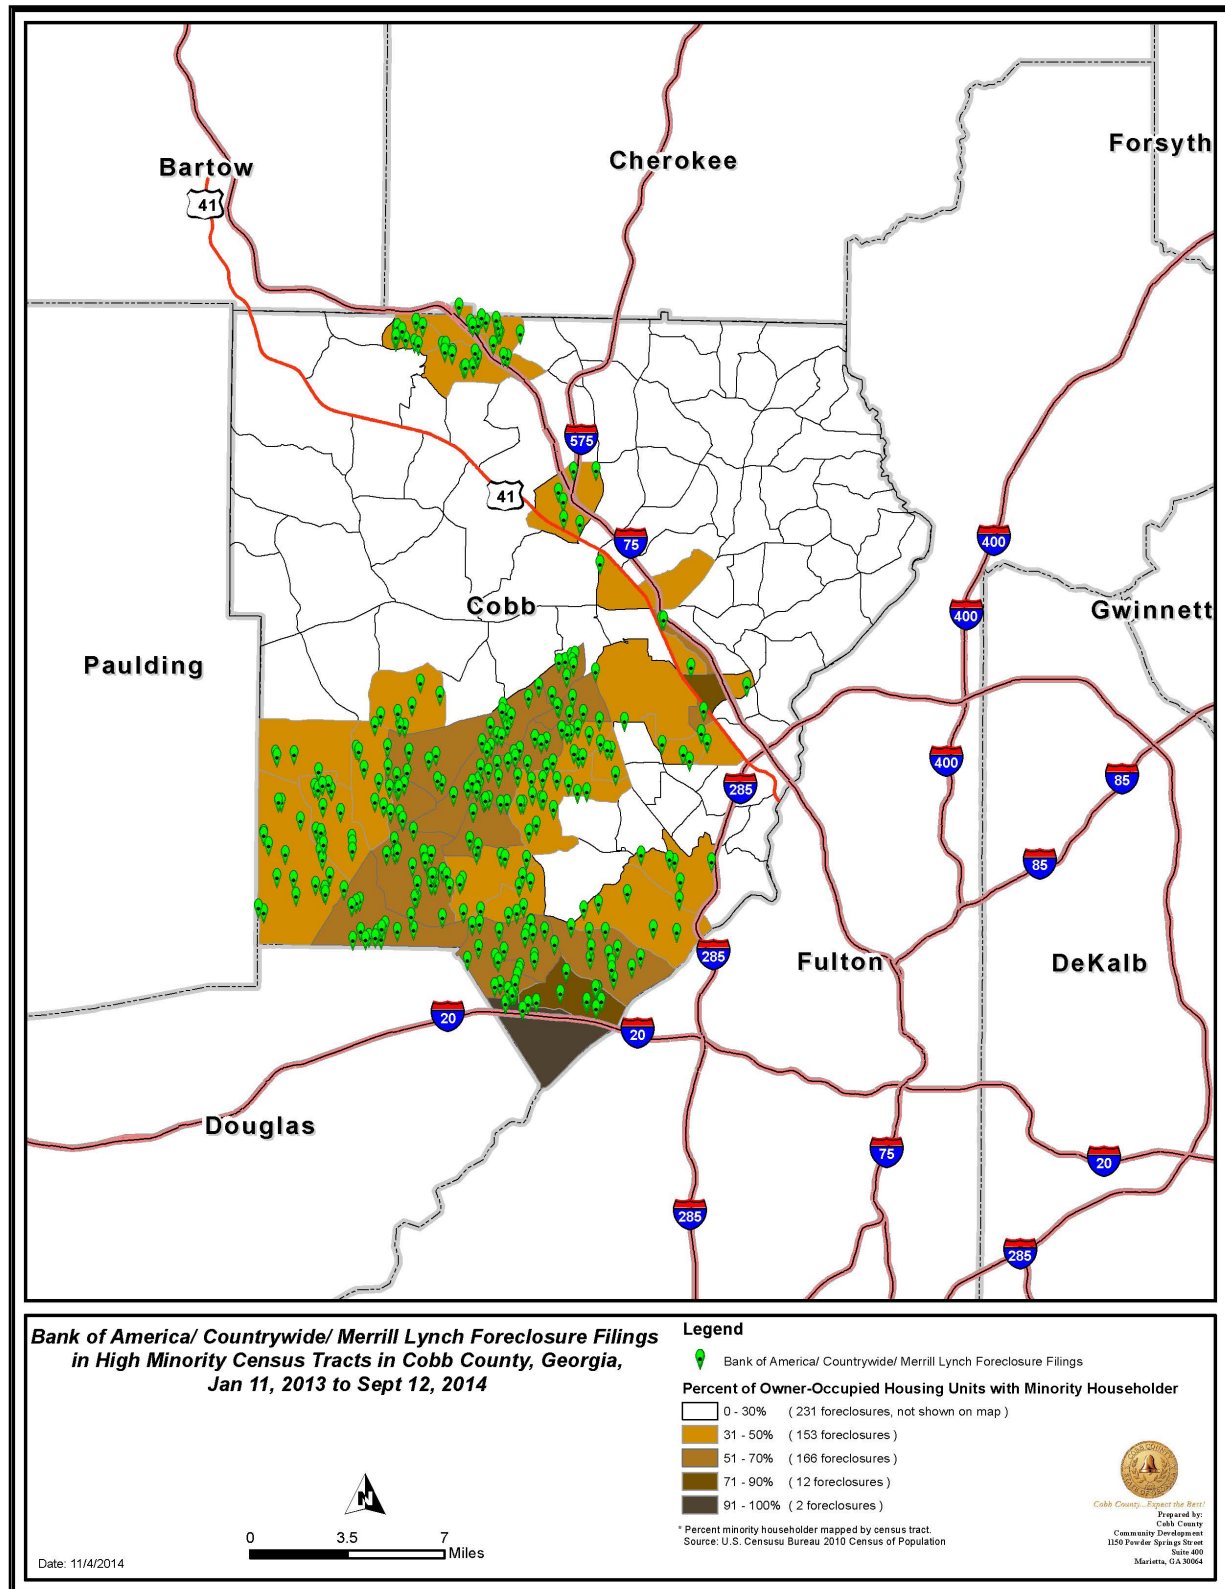 Bartow
Cherokee
Forsyth
41
575
41
75
400
Cobb
400
Gwinnett
Paulding
400
85
285
85
285
Fulton
DeKalb
20
20
Douglas
75
20
285
285
Bank of America/ Countrywide/ Merrill Lynch Foreclosure Filings
in High Minority Census Tracts in Cobb County, Georgia,
Jan 11, 2013 to Sept 12, 2014
N
0 3.5 7
Miles
Date: 11/4/2014
Legend
Bank of America/ Countrywide/ Merrill Lynch Foreclosure Filings
Percent of Owner-Occupied Housing Units with Minority Householder
0 - 30% ( 231 foreclosures, not shown on map )
31 - 50% ( 153 foreclosures )
51 - 70% ( 166 foreclosures )
71 - 90% ( 12 foreclosures )
91 - 100% ( 2 foreclosures )
* Percent minority householder mapped by census tract.
Source: U.S. Censusu Bureau 2010 Census of Population
Cobb County...Expect the Best!
Prepared by:
Cobb County
Community Development
1150 Powder Springs Street
Suite 400
Marietta, GA 30064